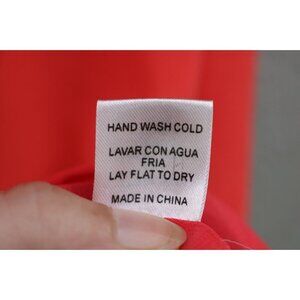 HAND WASH COLD
LAVAR CON AGUA
FRIA
LAY FLAT TO DRY
MADE IN CHINA